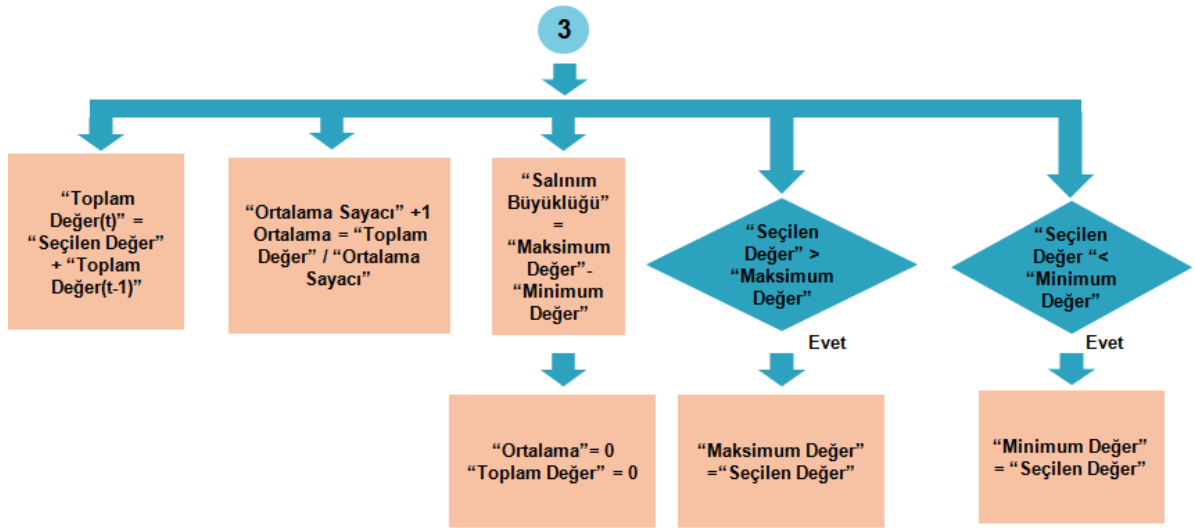 3
“Toplam
Değer(t)” =
“Seçilen Değer”
+ “Toplam
Değer(t-1)”
“Ortalama Sayacı” +1
Ortalama = “Toplam
Değer” / “Ortalama
Sayacı”
“Salınım
Büyüklüğü”
=
“Maksimum
Değer”-
“Minimum
Değer”
“Seçilen
Değer” >
“Maksimum
Değer”
“Seçilen
Değer “<
“Minimum
Değer”
Evet
Evet
“Ortalama”= 0
“Toplam Değer” = 0
“Maksimum Değer”
=“Seçilen Değer”
“Minimum Değer”
= “Seçilen Değer”